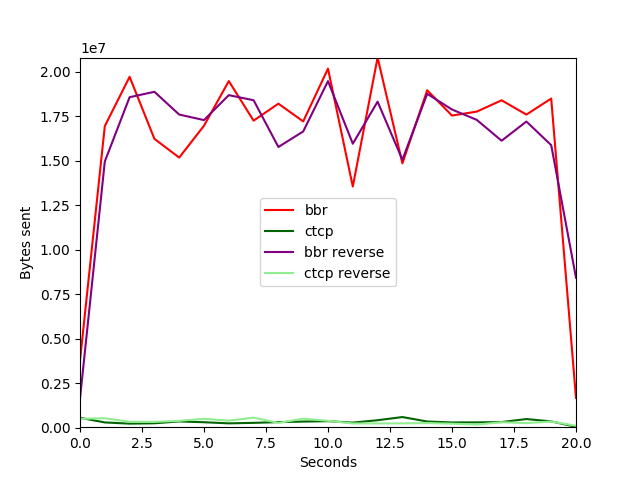 1e7
2.00
1.75
1.50
1.25
1.00
0.75
0.50
0.25
0.00
Bytes sent
bbr
ctcp
bbr reverse
ctcp reverse
0.0 2.5 5.0 7.5 10.0 12.5 15.0 17.5 20.0
Seconds